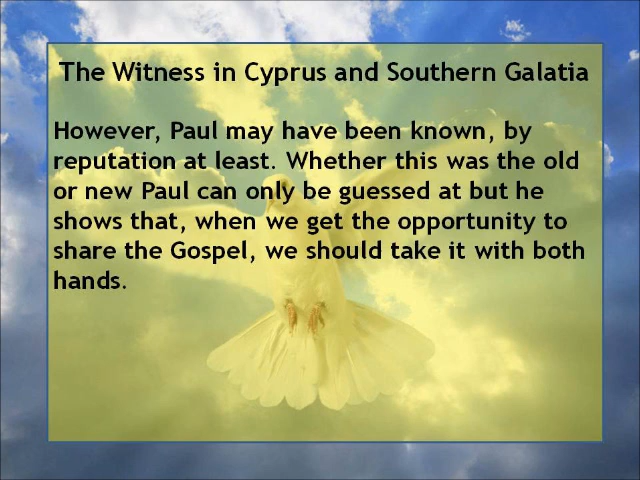 The Witness in Cyprus and Southern Galatia
However, Paul may have been known, by
reputation at least. Whether this was the old
or new Paul can only be guessed at but he
shows that, when we get the opportunity to
share the Gospel, we should take it with both
hands.